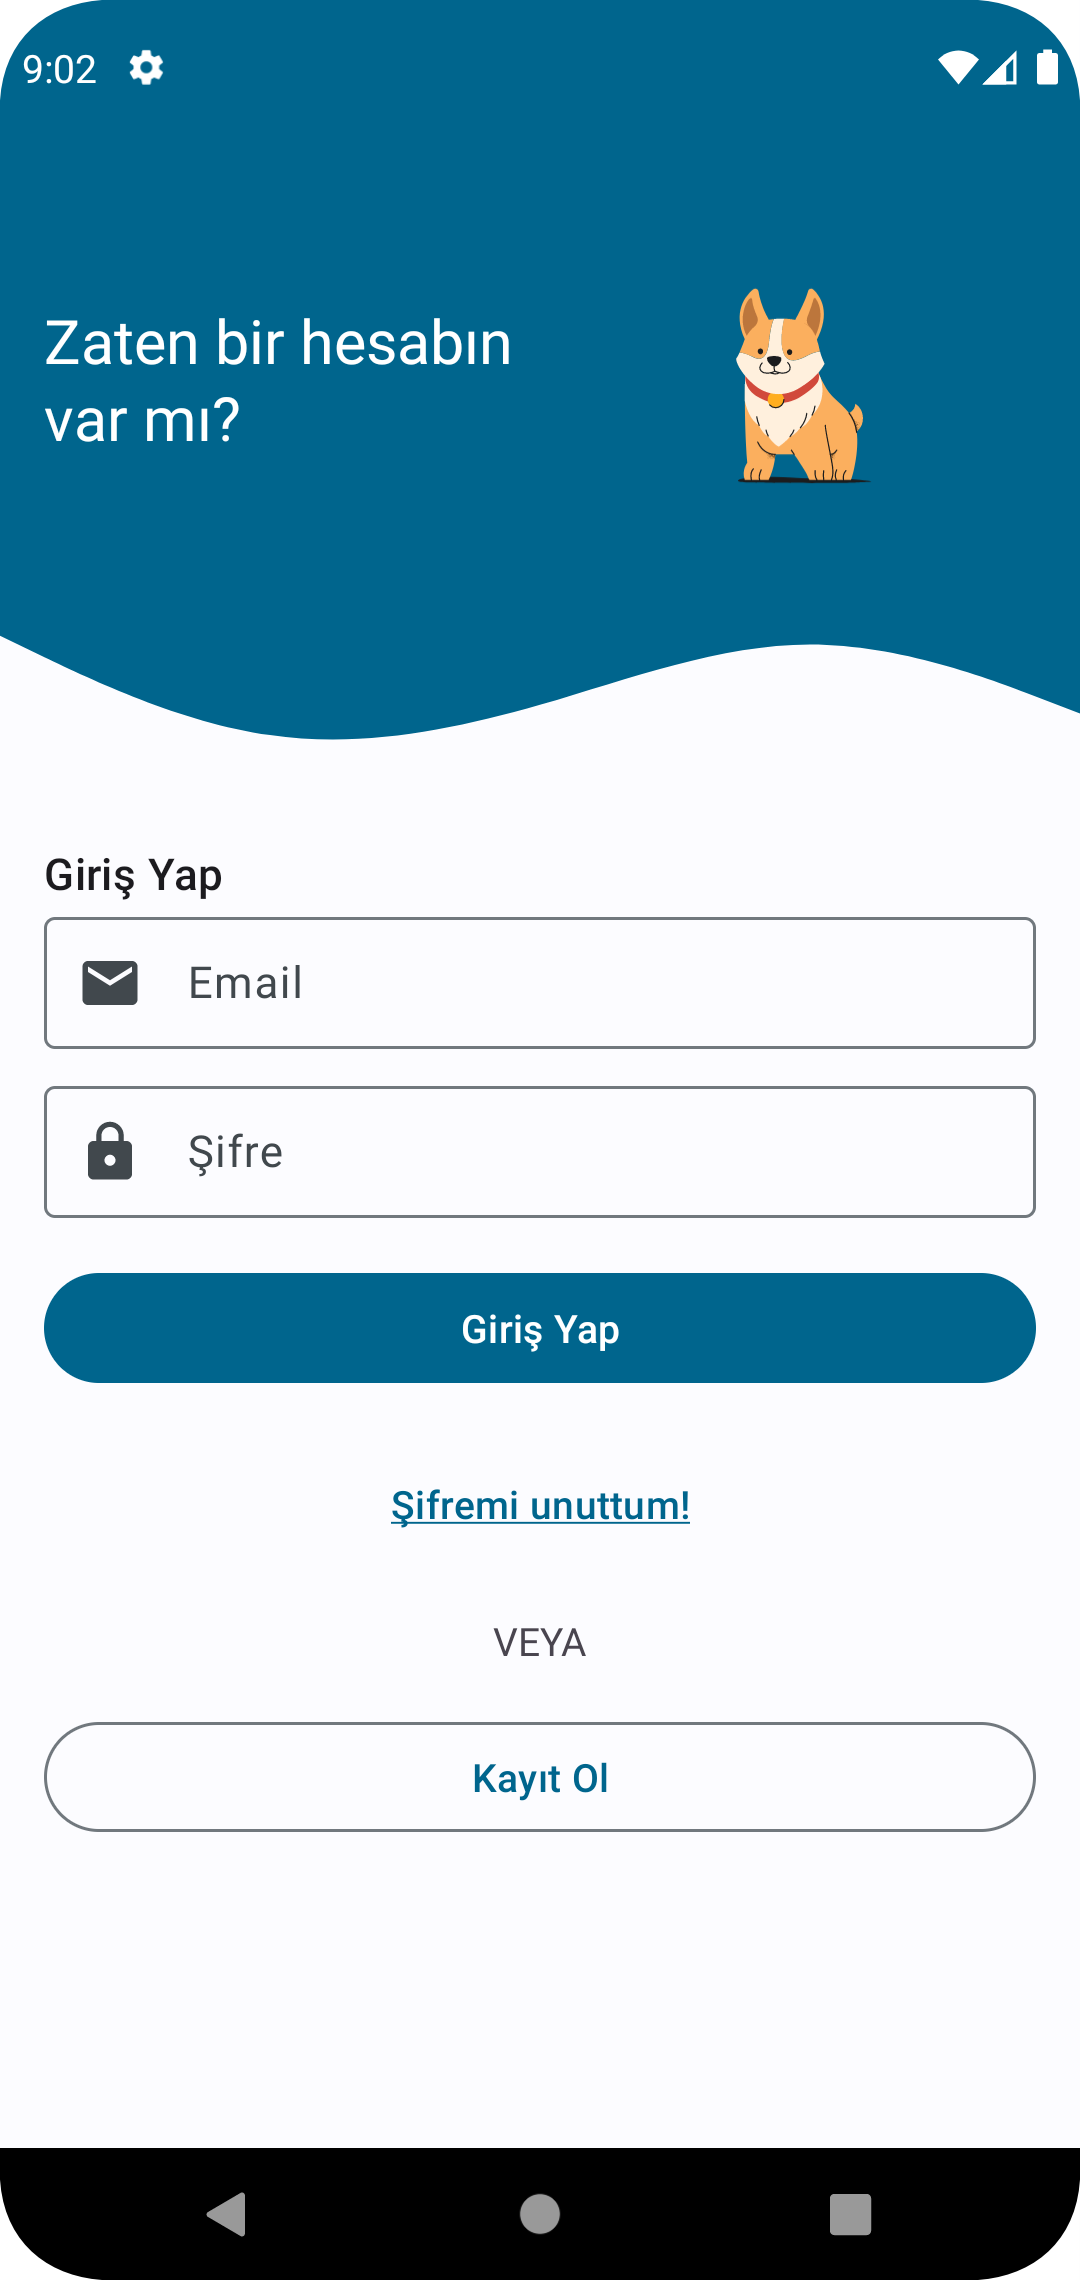 9:02
Zaten bir hesabın
var mı?
Giriş Yap
Email
Şifre
Giriş Yap
Şifremi unuttum!
VEYA
Kayıt Ol